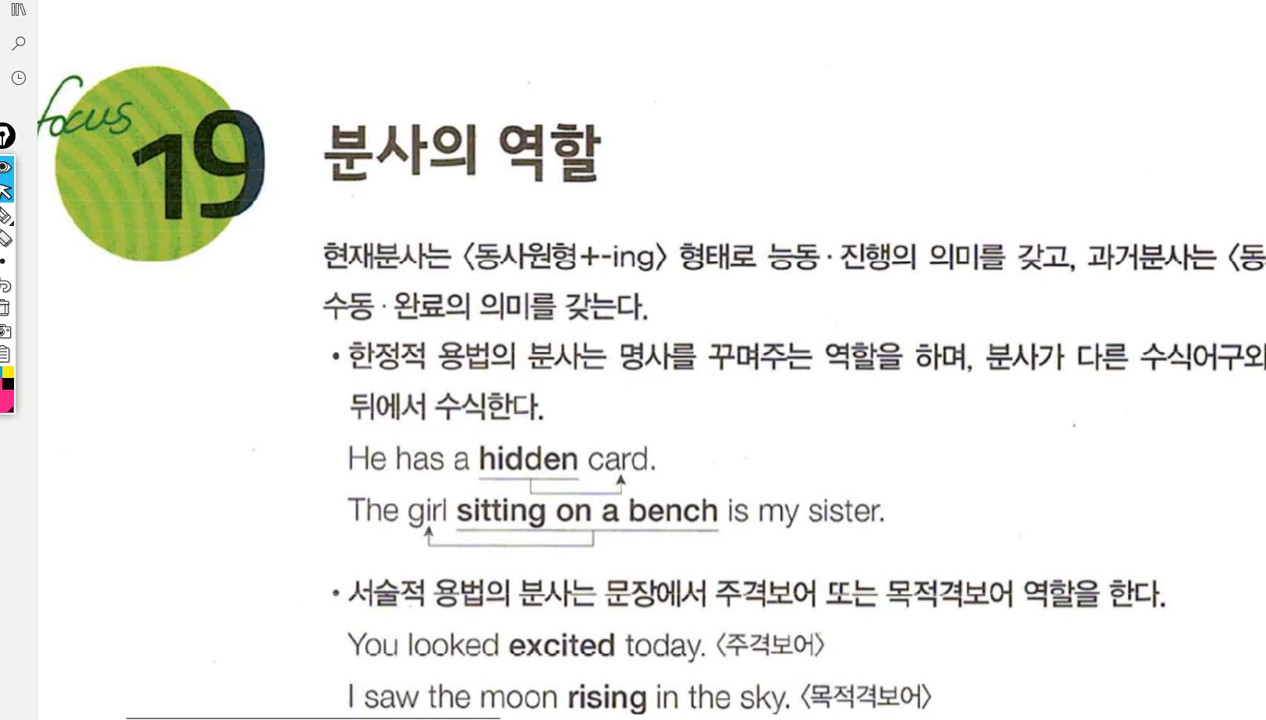 focus
19
분사의 역할
현재분사는 〈동사원형+-ing〉 형태로 능동·진행의 의미를 갖고, 과거분사는 〈동
수동·완료의 의미를 갖는다.
• 한정적 용법의 분사는 명사를 꾸며주는 역할을 하며, 분사가 다른 수식어구와
뒤에서 수식한다.
He has a hidden card.
The girl sitting on a bench is my sister.
• 서술적 용법의 분사는 문장에서 주격보어 또는 목적격보어 역할을 한다.
You looked excited today. 〈주격보어〉
I saw the moon rising in the sky. 〈목적격보어〉